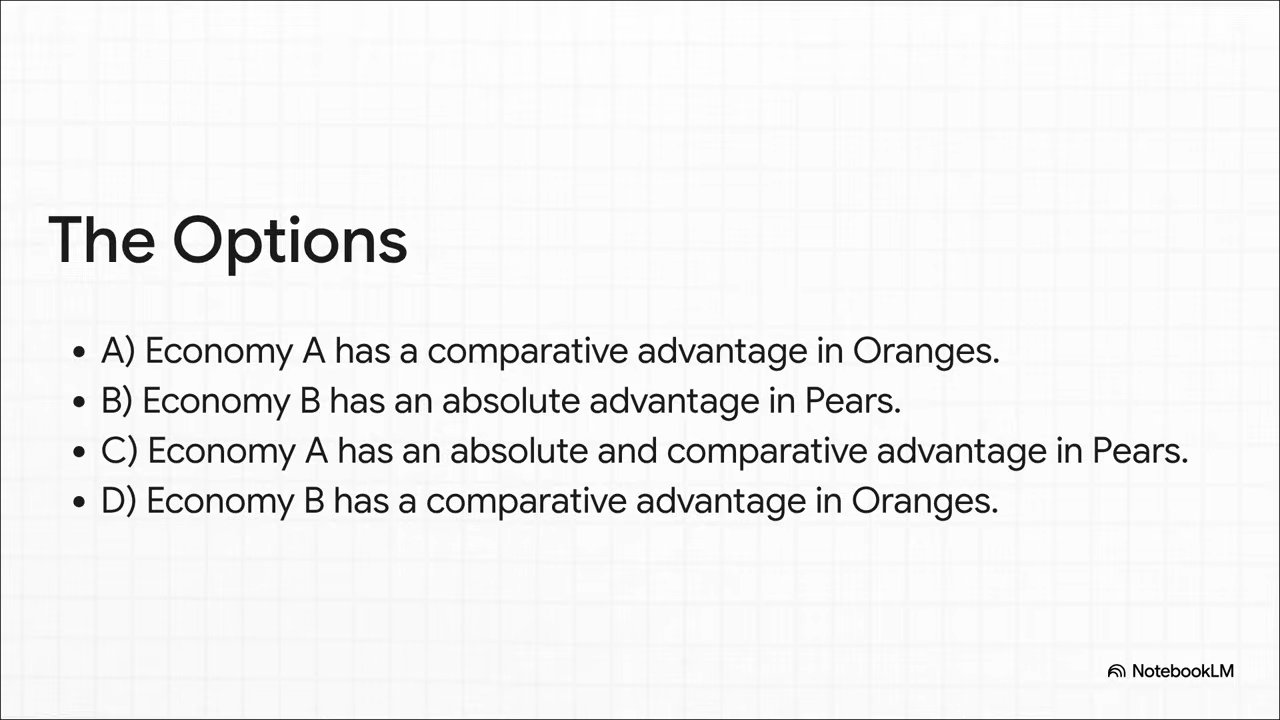 The Options
• A) Economy A has a comparative advantage in Oranges.
• B) Economy B has an absolute advantage in Pears.
• C) Economy A has an absolute and comparative advantage in Pears.
• D) Economy B has a comparative advantage in Oranges.
NotebookLM